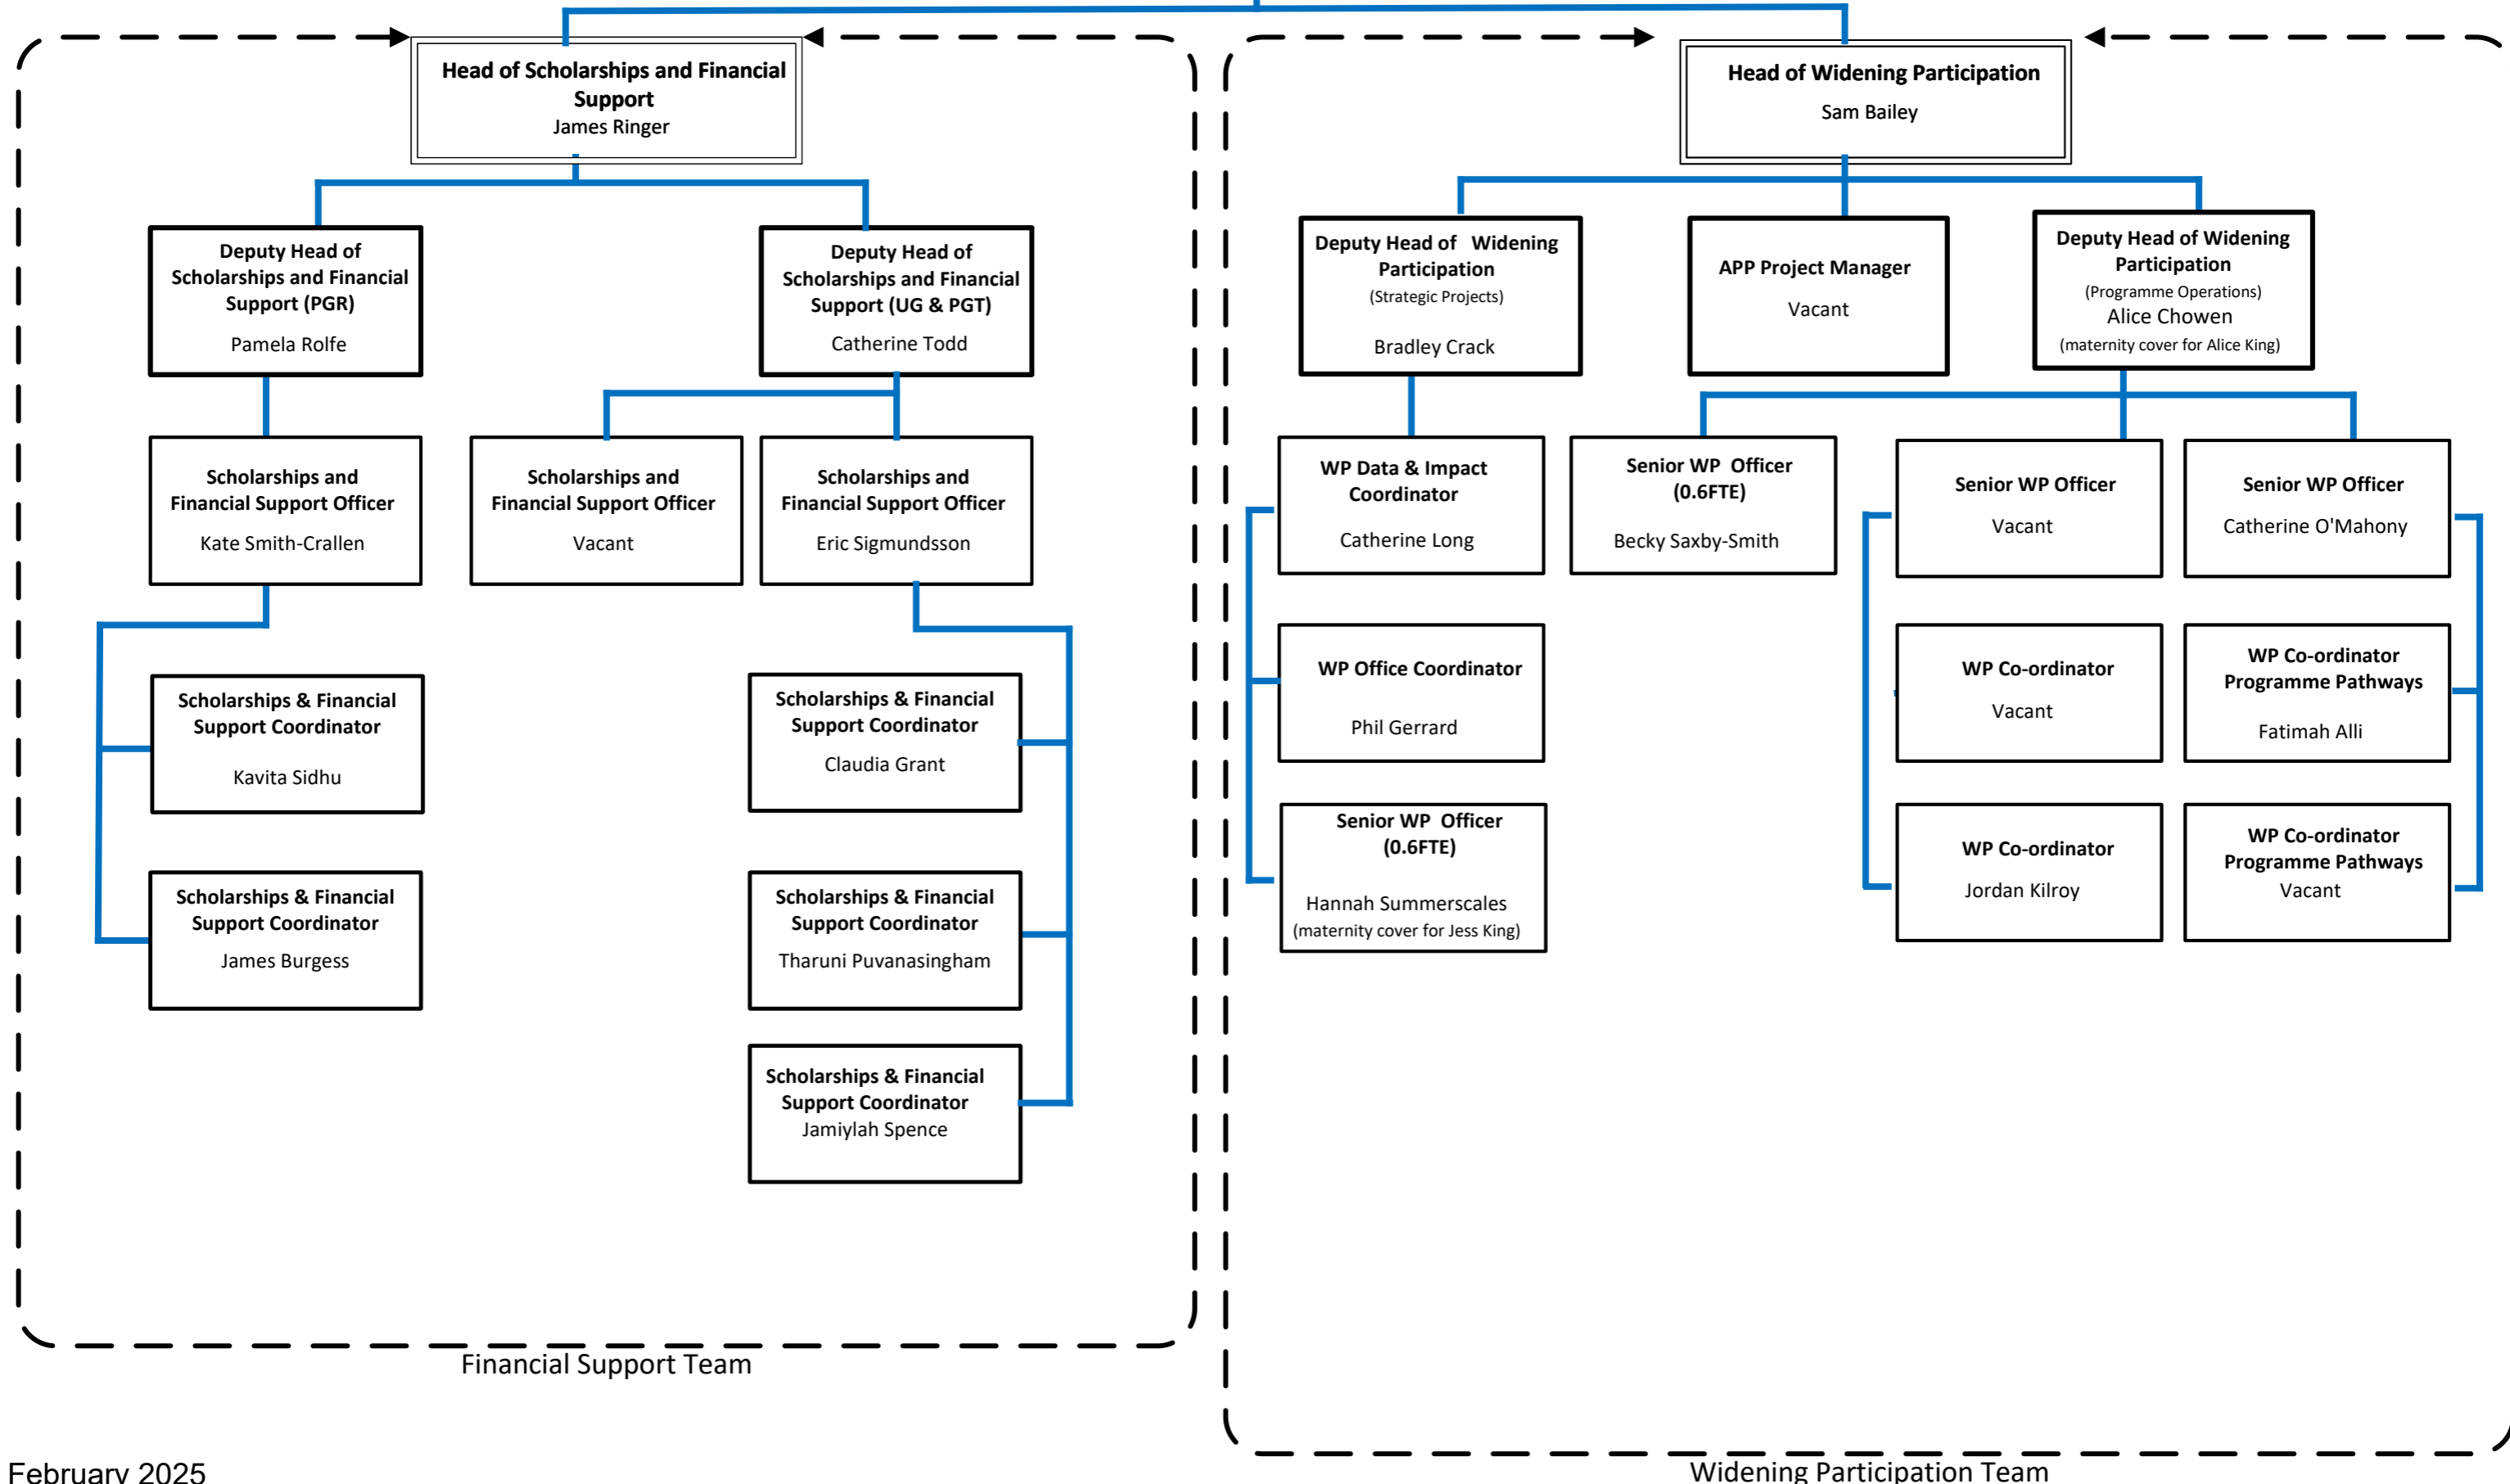 Head of Scholarships and Financial
Support
James Ringer
Deputy Head of
Scholarships and Financial
Support (PGR)
Pamela Rolfe
Deputy Head of
Scholarships and Financial
Support (UG & PGT)
Catherine Todd
Scholarships and
Financial Support Officer
Kate Smith-Crallen
Scholarships and
Financial Support Officer
Vacant
Scholarships and
Financial Support Officer
Eric Sigmundsson
Scholarships & Financial
Support Coordinator
Kavita Sidhu
Scholarships & Financial
Support Coordinator
James Burgess
Scholarships & Financial
Support Coordinator
Claudia Grant
Scholarships & Financial
Support Coordinator
Tharuni Puvanasingham
Scholarships & Financial
Support Coordinator
Jamiylah Spence
Financial Support Team
Head of Widening Participation
Sam Bailey
Deputy Head of Widening
Participation
(Strategic Projects)
Bradley Crack
APP Project Manager
Vacant
Deputy Head of Widening
Participation
(Programme Operations)
Alice Chowen
(maternity cover for Alice King)
WP Data & Impact
Coordinator
Catherine Long
WP Office Coordinator
Phil Gerrard
Senior WP Officer
(0.6FTE)
Hannah Summerscales
(maternity cover for Jess King)
Senior WP Officer
(0.6FTE)
Becky Saxby-Smith
Senior WP Officer
Vacant
WP Co-ordinator
Vacant
WP Co-ordinator
Jordan Kilroy
Senior WP Officer
Catherine O'Mahony
WP Co-ordinator
Programme Pathways
Fatimah Alli
WP Co-ordinator
Programme Pathways
Vacant
Widening Participation Team
February 2025